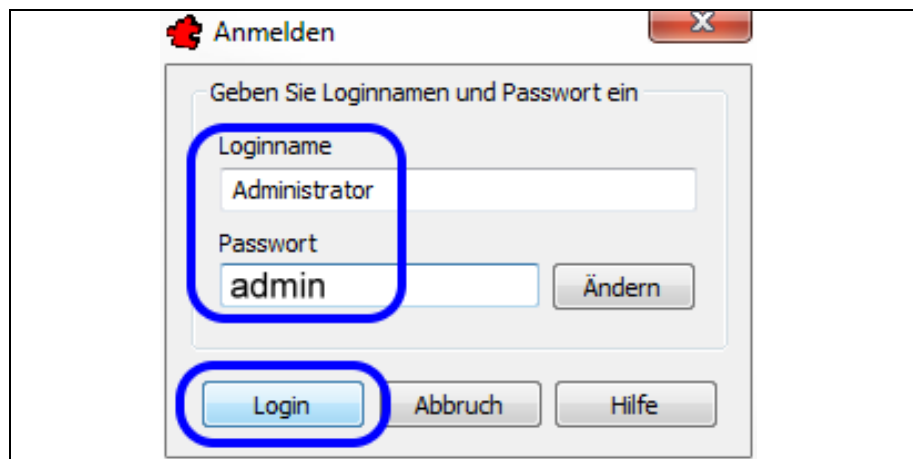 Anmelden
Geben Sie Loginnamen und Passwort ein
Loginname
Administrator
Passwort
admin
Ändern
Login
Abbruch
Hilfe